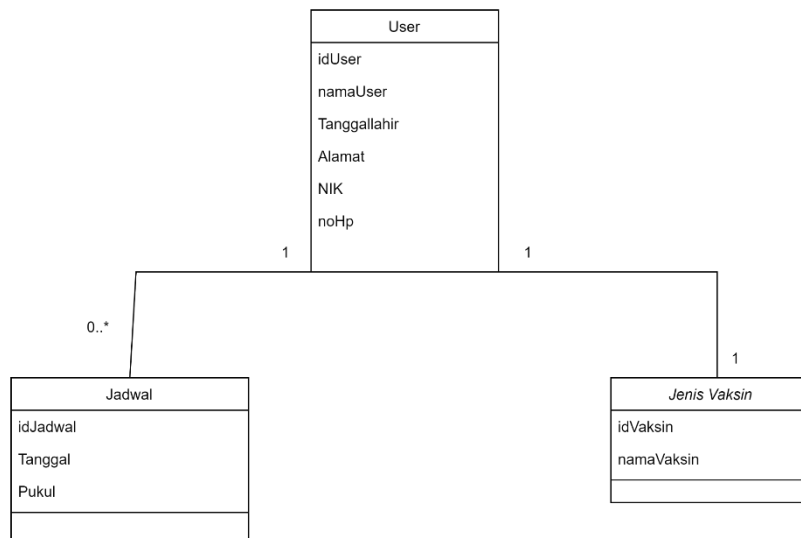 User
idUser
namaUser
Tanggallahir
Alamat
NIK
noHp
1
1
0..*
1
Jadwal
idJadwal
Tanggal
Pukul
Jenis Vaksin
idVaksin
namaVaksin